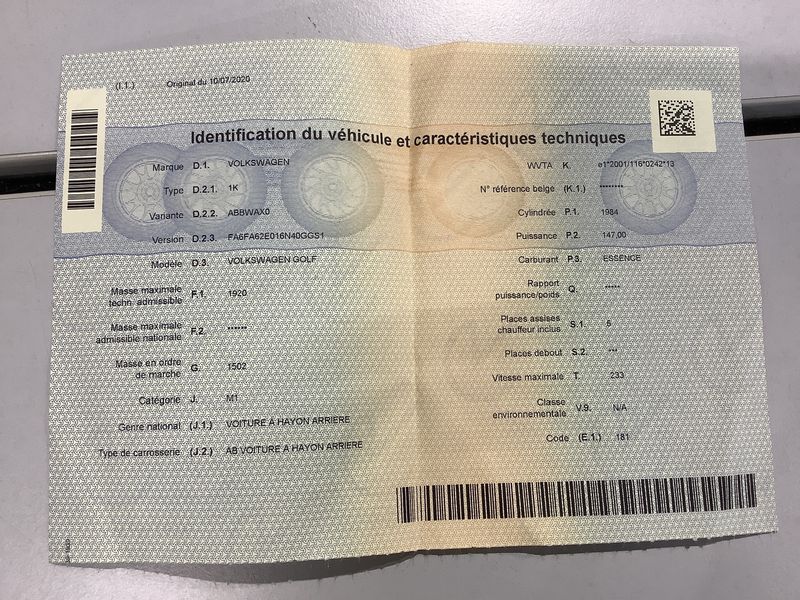 (I.1.) Original du 10/07/2020
Identification du véhicule et caractéristiques techniques
Marque D.1. VOLKSWAGEN
Type D.2.1. 1K
Variante D.2.2. ABBWAX0
Version D.2.3. FA6FA62E016N40GGS1
Modèle D.3. VOLKSWAGEN GOLF
Masse maximale
techn. admissible F.1. 1920
Masse maximale
admissible nationale F.2. ******
Masse en ordre
de marche G. 1502
Catégorie J. M1
Genre national (J.1.) VOITURE À HAYON ARRIERE
Type de carrosserie (J.2.) AB VOITURE A HAYON ARRIERE
WVTA K. e1*2001/116*0242*13
N° référence belge (K.1.) ********
Cylindrée P.1. 1984
Puissance P.2. 147,00
Carburant P.3. ESSENCE
Rapport
puissance/poids Q. *****
Places assises
chauffeur inclus S.1. 5
Places debout S.2. ***
Vitesse maximale T. 233
Classe
environnementale V.9. N/A
Code (E.1.) 181